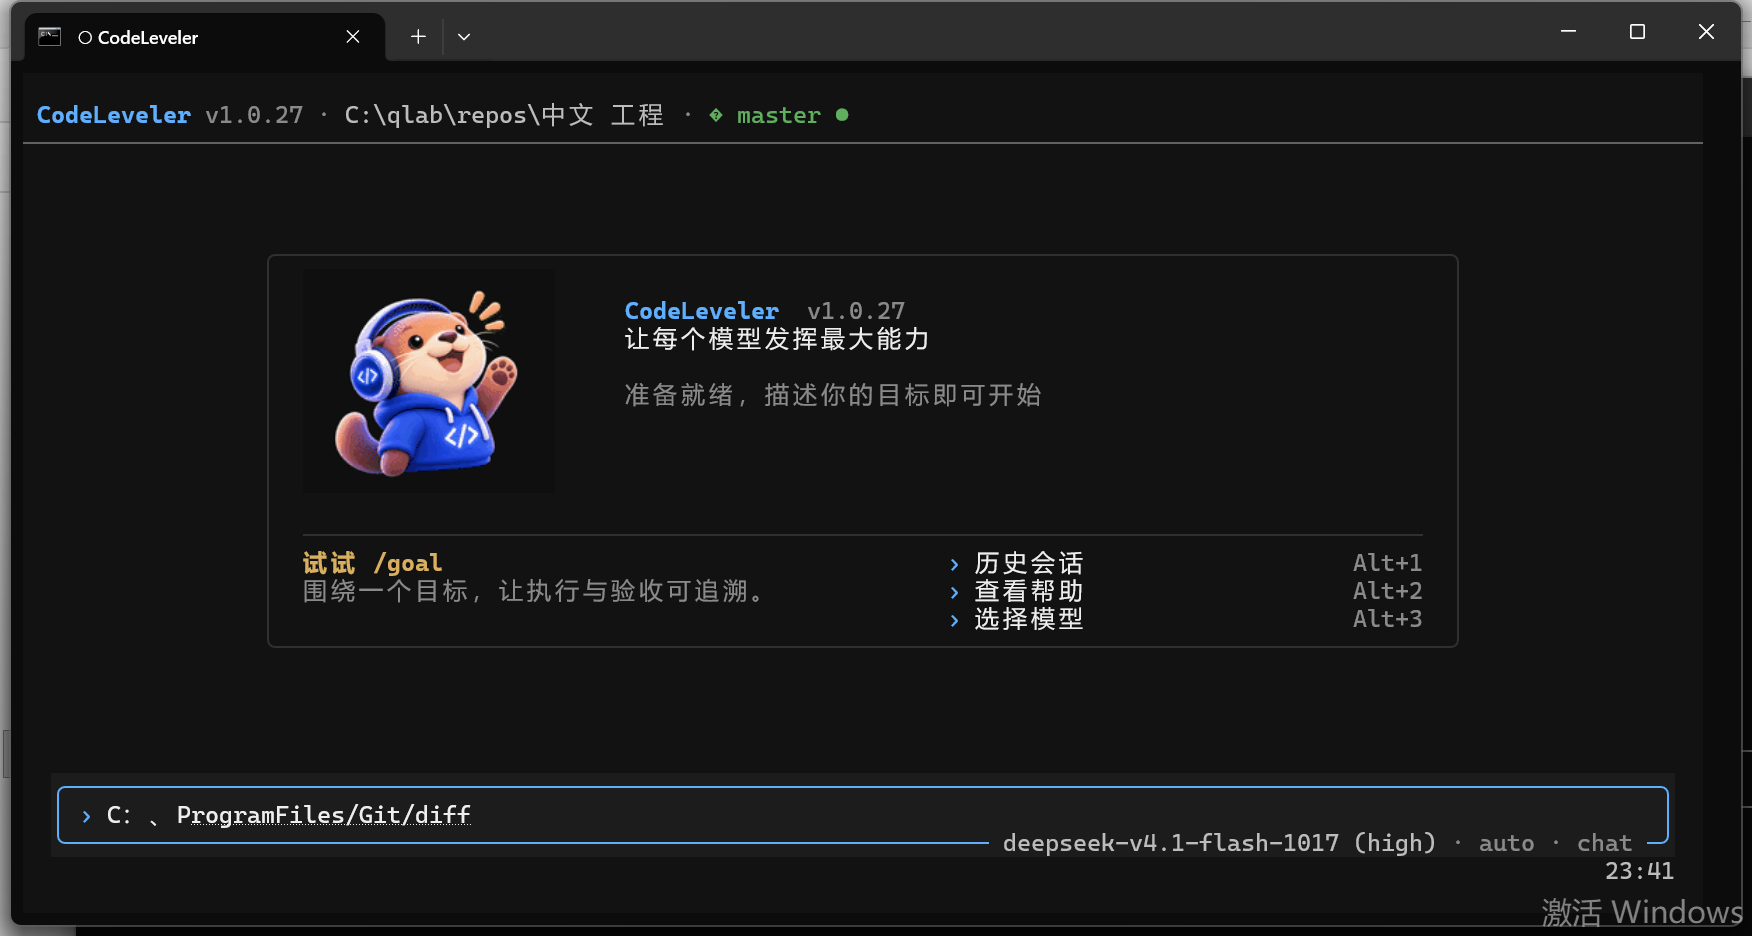 CodeLeveler
CodeLeveler v1.0.27 · C:\qlab\repos\中文 工程 · � master ●
</>
</>
CodeLeveler v1.0.27
让每个模型发挥最大能力
准备就绪，描述你的目标即可开始
试试 /goal
围绕一个目标，让执行与验收可追溯。
› 历史会话 Alt+1
› 查看帮助 Alt+2
› 选择模型 Alt+3
› C：、ProgramFiles/Git/diff
deepseek-v4.1-flash-1017 (high) · auto · chat
23:41
激活 Windows